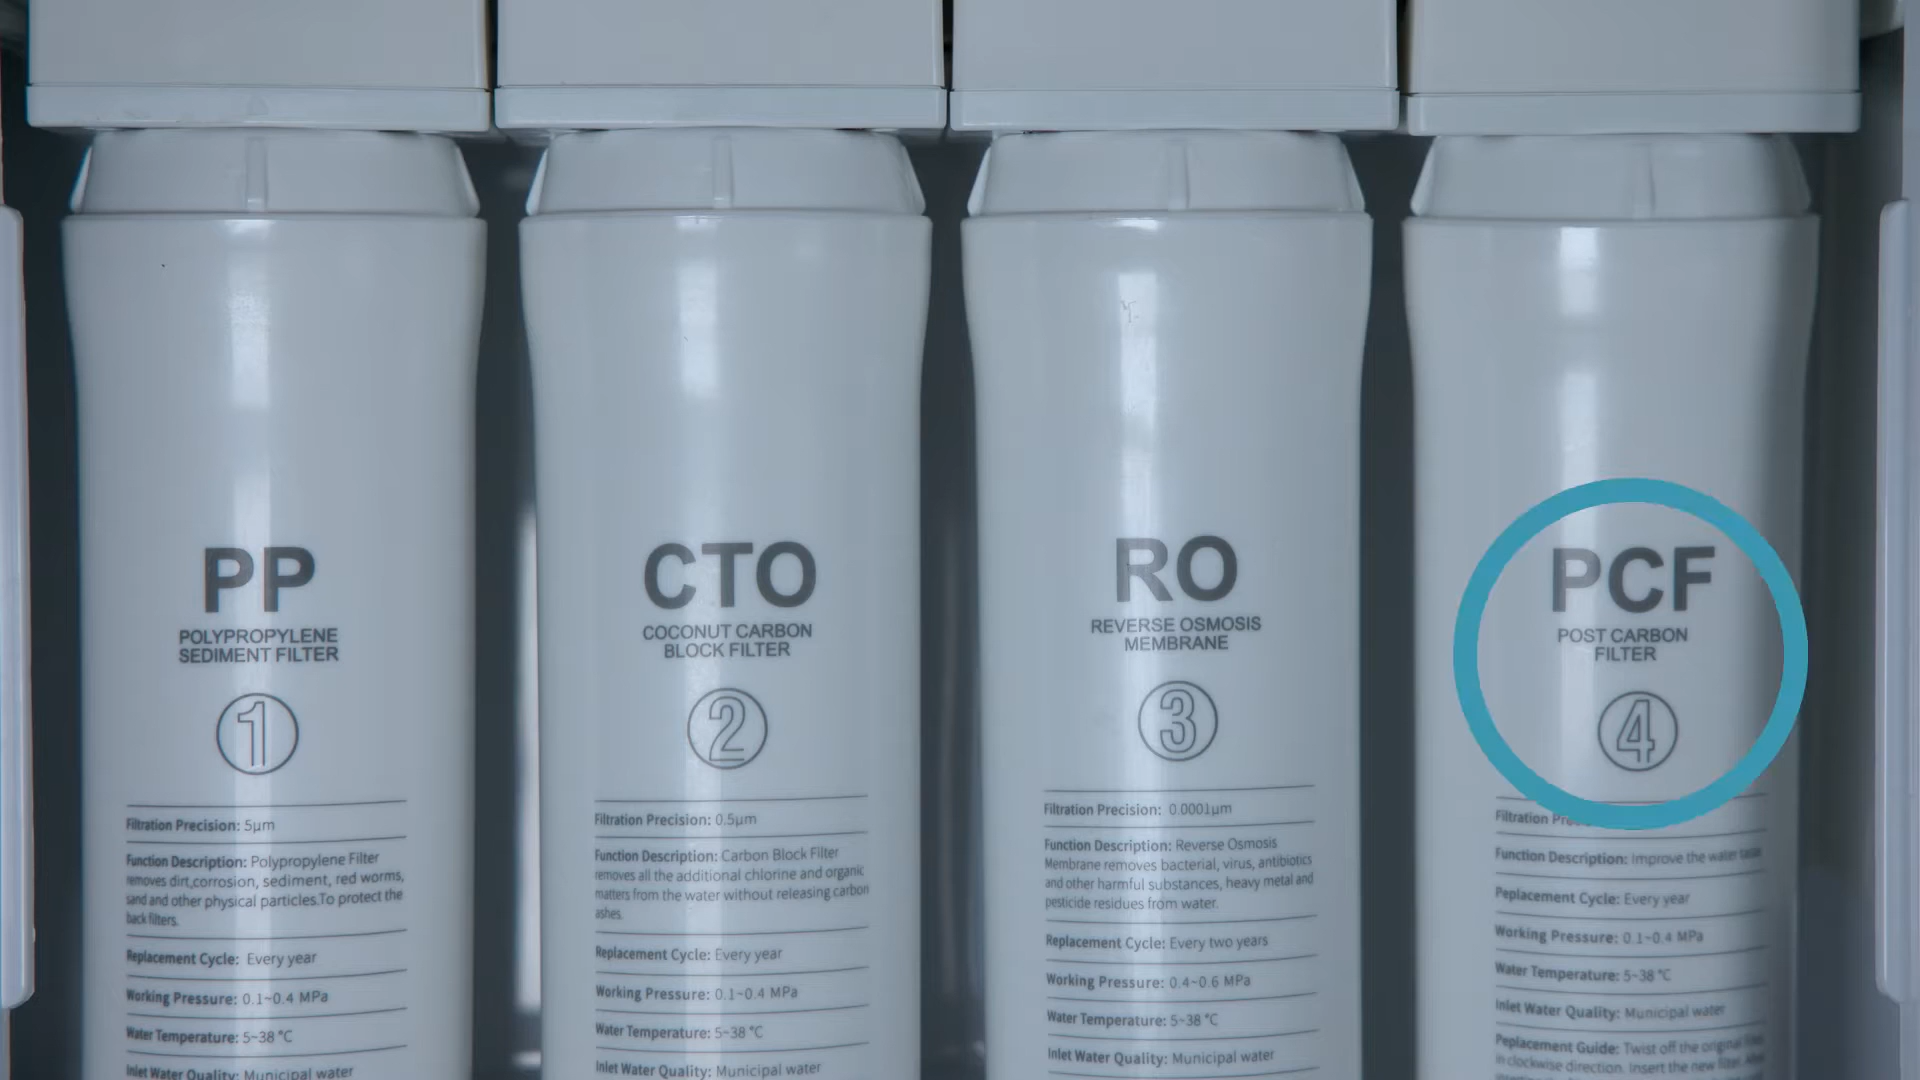 PP
POLYPROPYLENE
SEDIMENT FILTER
1
Filtration Precision: 5μm
Function Description: Polypropylene Filter
removes dirt,corrosion, sediment, red worms,
sand and other physical particles.To protect the
back filters.
Replacement Cycle: Every year
Working Pressure: 0.1~0.4 MPa
Water Temperature: 5~38 °C
Inlet Water Quality: Municipal water
CTO
COCONUT CARBON
BLOCK FILTER
2
Filtration Precision: 0.5μm
Function Description: Carbon Block Filter
removes all the additional chlorine and organic
matters from the water without releasing carbon
ashes.
Replacement Cycle: Every year
Working Pressure: 0.1~0.4 MPa
Water Temperature: 5~38 °C
Inlet Water Quality: Municipal water
RO
REVERSE OSMOSIS
MEMBRANE
3
Filtration Precision: 0.0001μm
Function Description: Reverse Osmosis
Membrane removes bacterial, virus, antibiotics
and other harmful substances, heavy metal and
pesticide residues from water.
Replacement Cycle: Every two years
Working Pressure: 0.4~0.6 MPa
Water Temperature: 5~38 °C
Inlet Water Quality: Municipal water
PCF
POST CARBON
FILTER
4
Filtration
Function Description: Improve the water taste
Peplacement Cycle: Every year
Working Pressure: 0.1~0.4 MPa
Water Temperature: 5~38 °C
Inlet Water Quality: Municipal water
Peplacement Guide: Twist off the original
in clockwise direction. Insert the new filter.